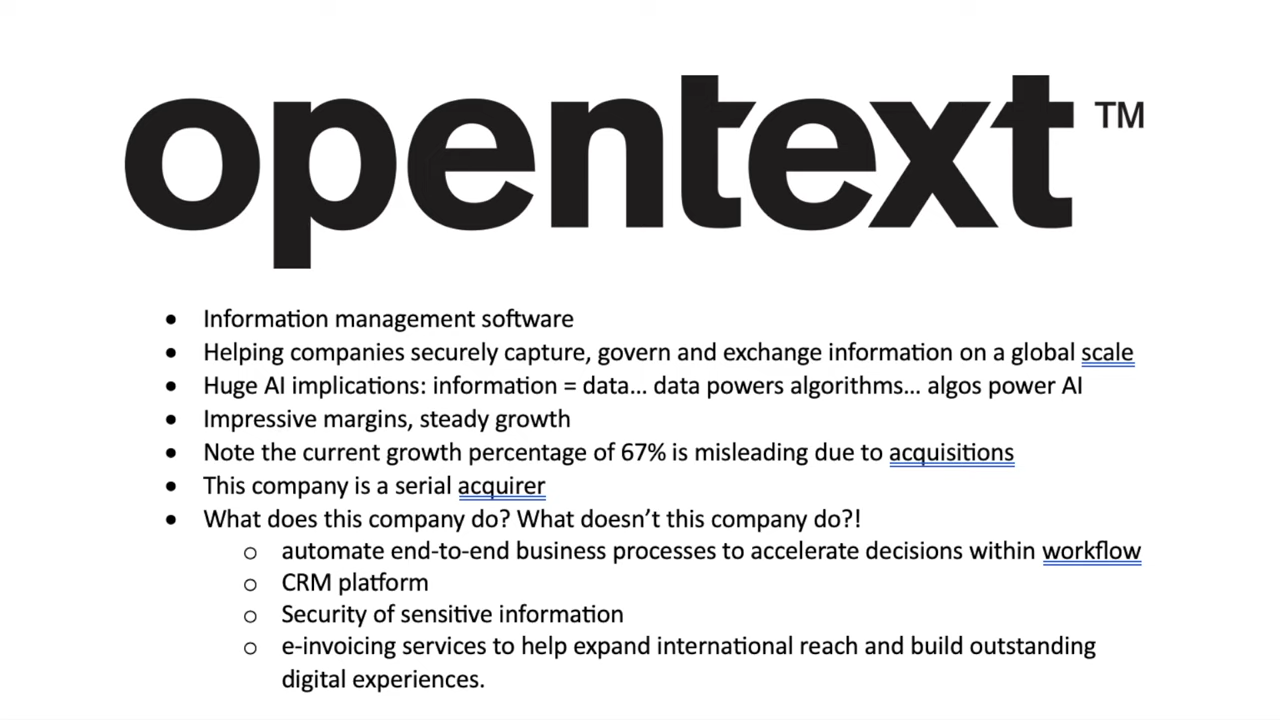 opentext™
• Information management software
• Helping companies securely capture, govern and exchange information on a global scale
• Huge AI implications: information = data... data powers algorithms... algos power AI
• Impressive margins, steady growth
• Note the current growth percentage of 67% is misleading due to acquisitions
• This company is a serial acquirer
• What does this company do? What doesn’t this company do?!
○ automate end-to-end business processes to accelerate decisions within workflow
○ CRM platform
○ Security of sensitive information
○ e-invoicing services to help expand international reach and build outstanding
digital experiences.